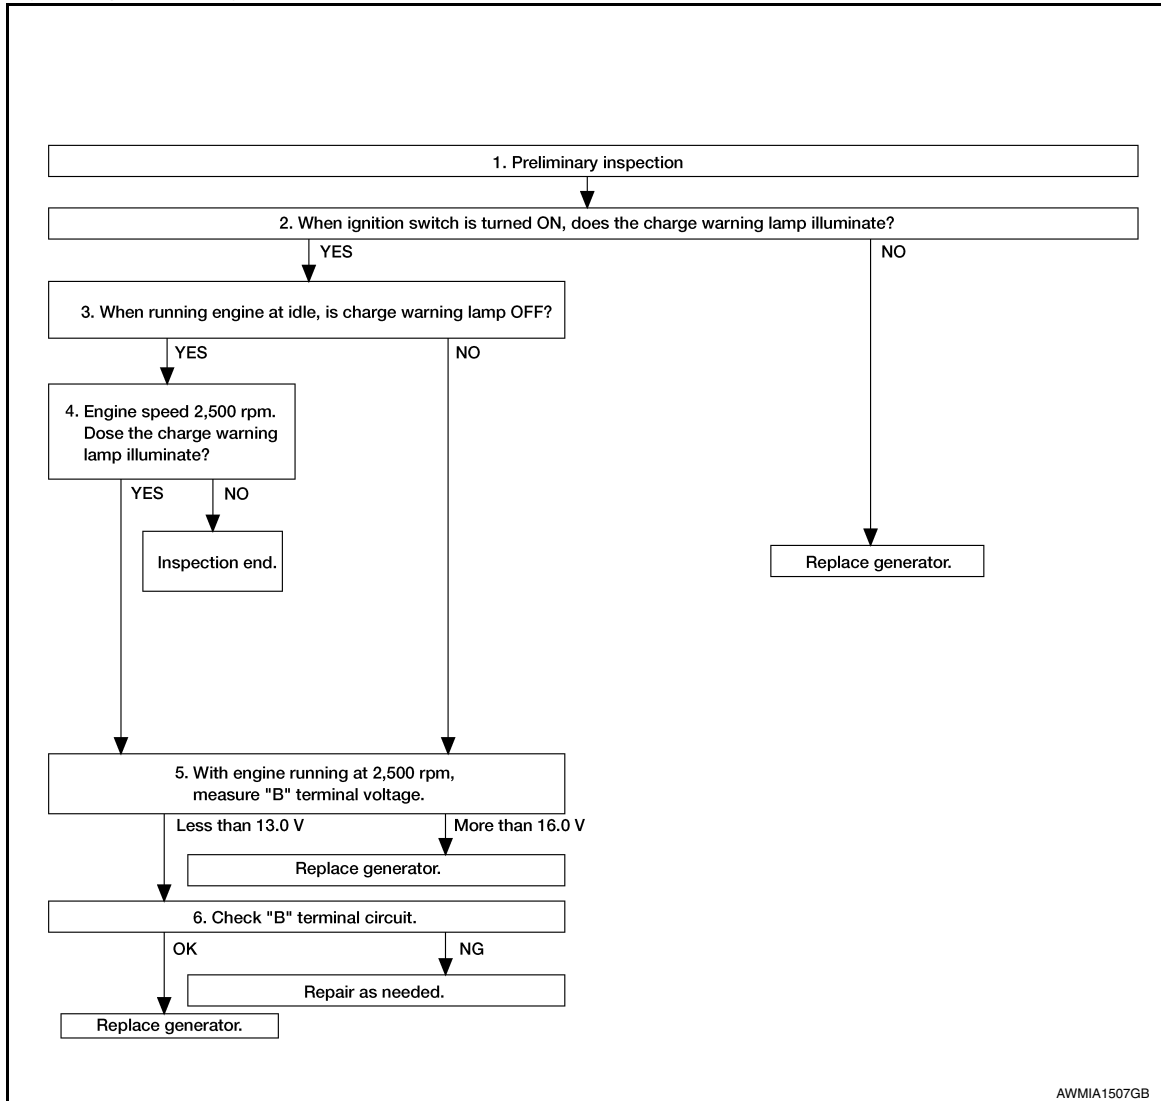 1. Preliminary inspection
2. When ignition switch is turned ON, does the charge warning lamp illuminate?
YES
NO
3. When running engine at idle, is charge warning lamp OFF?
YES
NO
4. Engine speed 2,500 rpm.
Dose the charge warning
lamp illuminate?
YES
NO
Inspection end.
Replace generator.
5. With engine running at 2,500 rpm,
measure "B" terminal voltage.
Less than 13.0 V
More than 16.0 V
Replace generator.
6. Check "B" terminal circuit.
OK
NG
Repair as needed.
Replace generator.
AWMIA1507GB